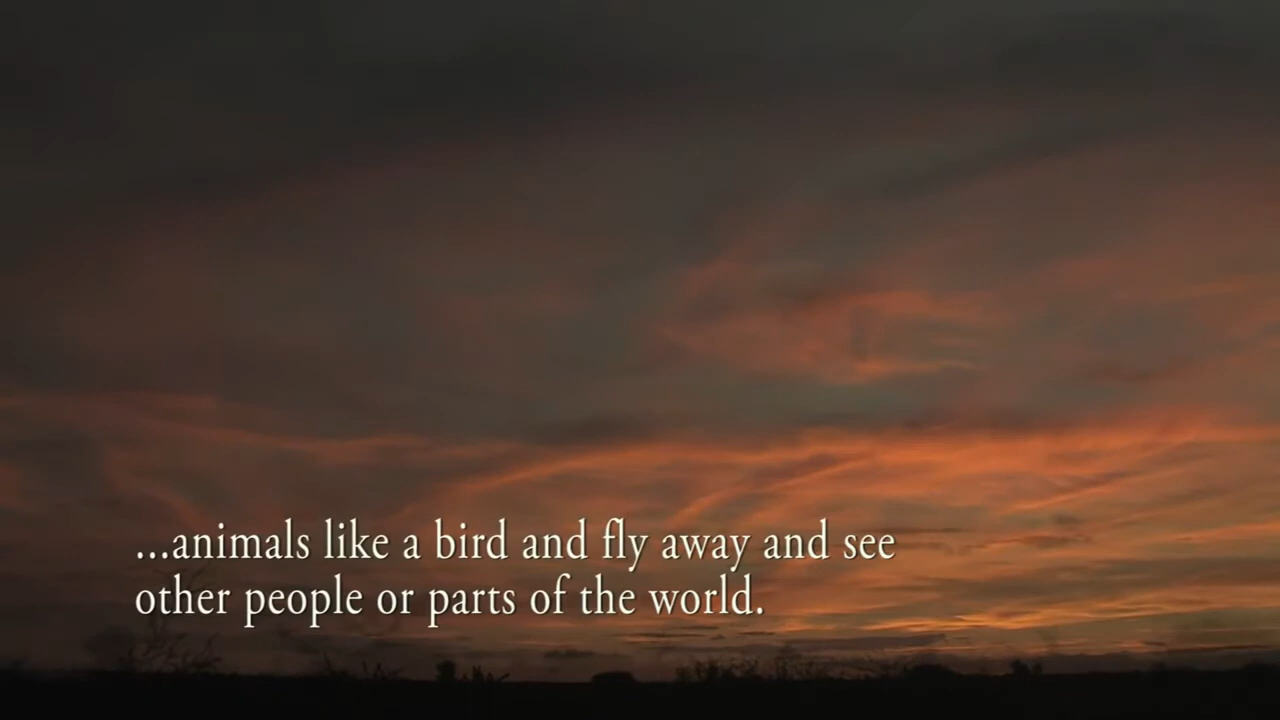 ...animals like a bird and fly away and see
other people or parts of the world.